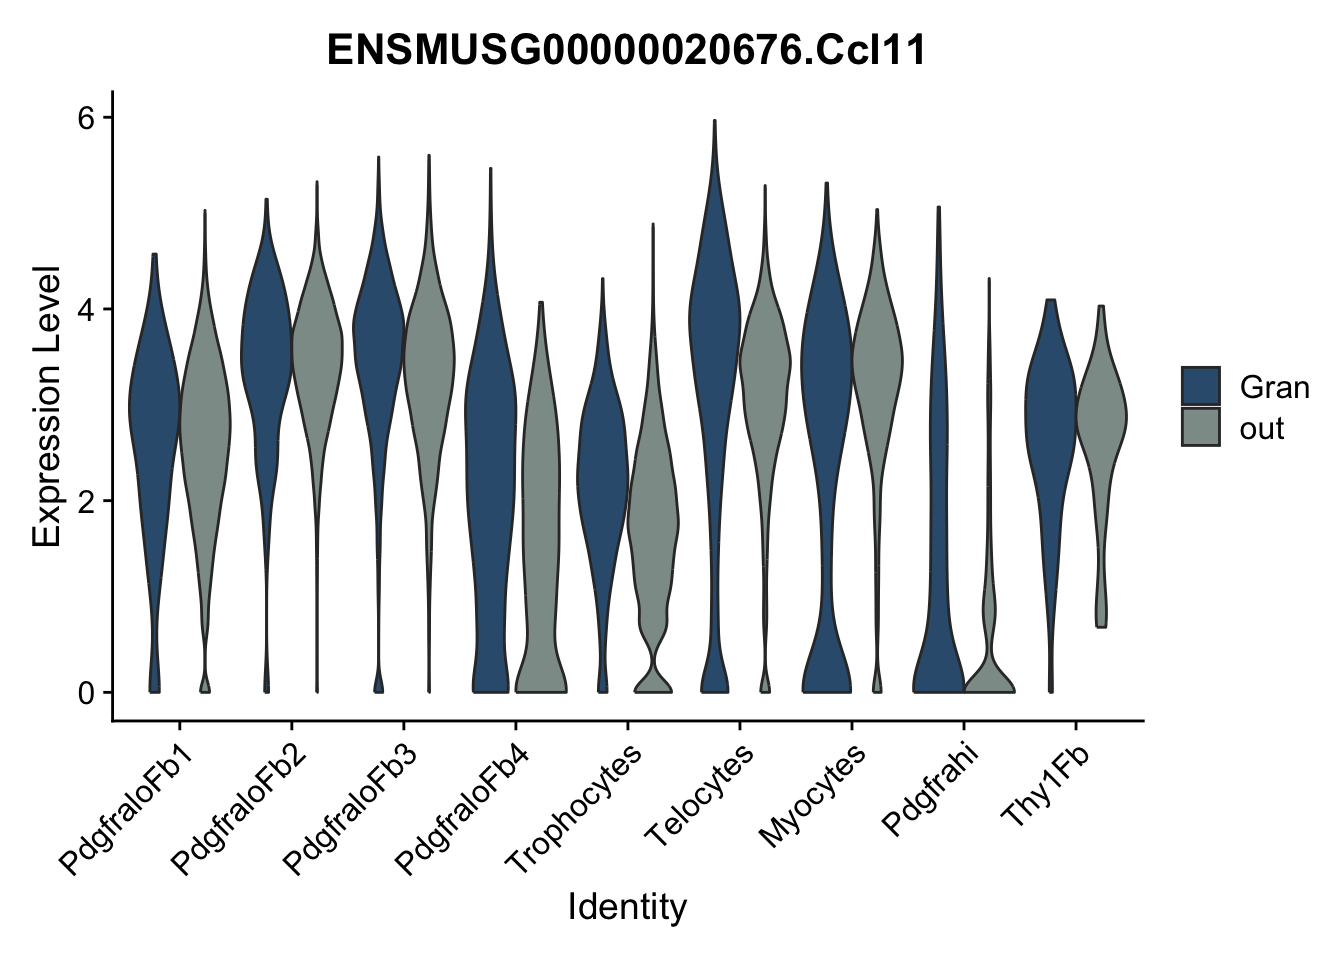 ENSMUSG00000020676.Ccl11
Expression Level
6
4
2
0
PdgfraloFb1
PdgfraloFb2
PdgfraloFb3
PdgfraloFb4
Trophocytes
Telocytes
Myocytes
Pdgfrahi
Thy1Fb
Identity
Gran
out